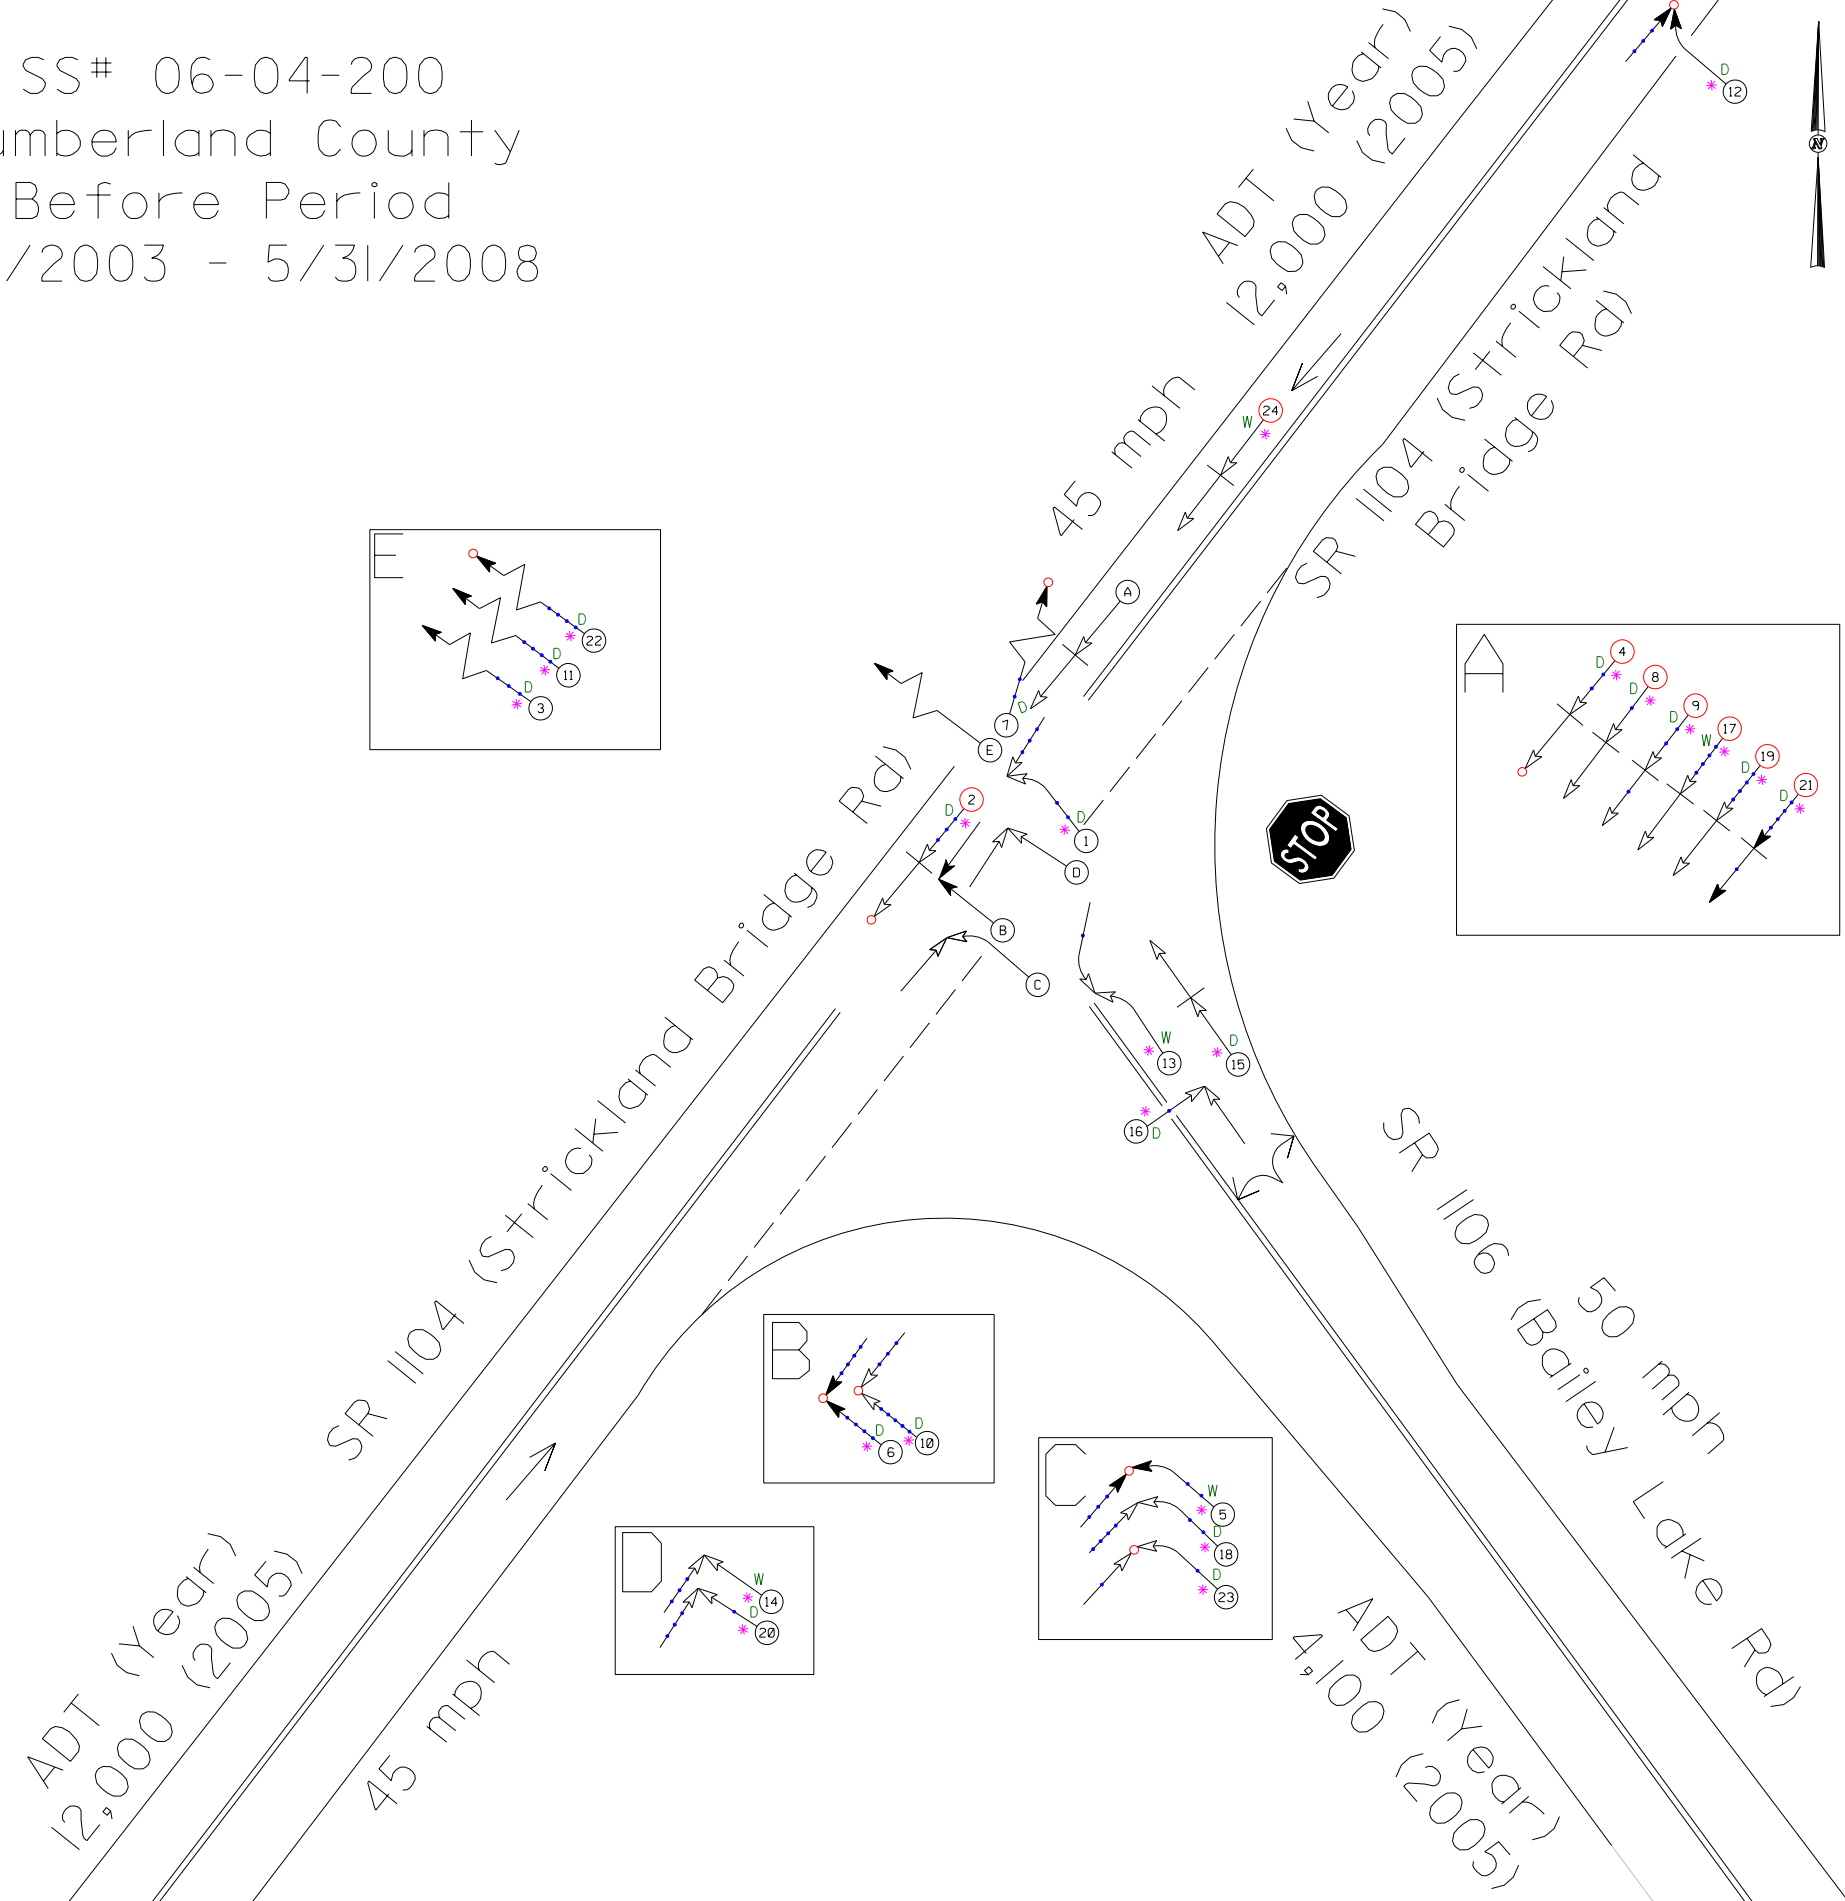 SS# 06-04-200
umberland County
Before Period
/2003 - 5/31/2008
ADT (Year)
12,000 (2005)
45 mph
SR 1104 (Strickland
Bridge Rd)
D
12
N
W
24
A
7
D
E
1
D
2
D
D
B
C
E
D
22
D
11
D
3
A
D
4
D
8
D
9
W
17
D
19
D
21
STOP
SR 1104 (Strickland Bridge Rd)
W
13
D
15
16
D
SR 1106 (Bailey Lake Rd)
50 mph
B
D
6
D
10
C
W
5
D
18
D
23
D
W
14
D
20
ADT (Year)
12,000 (2005)
45 mph
ADT (Year)
4,100 (2005)